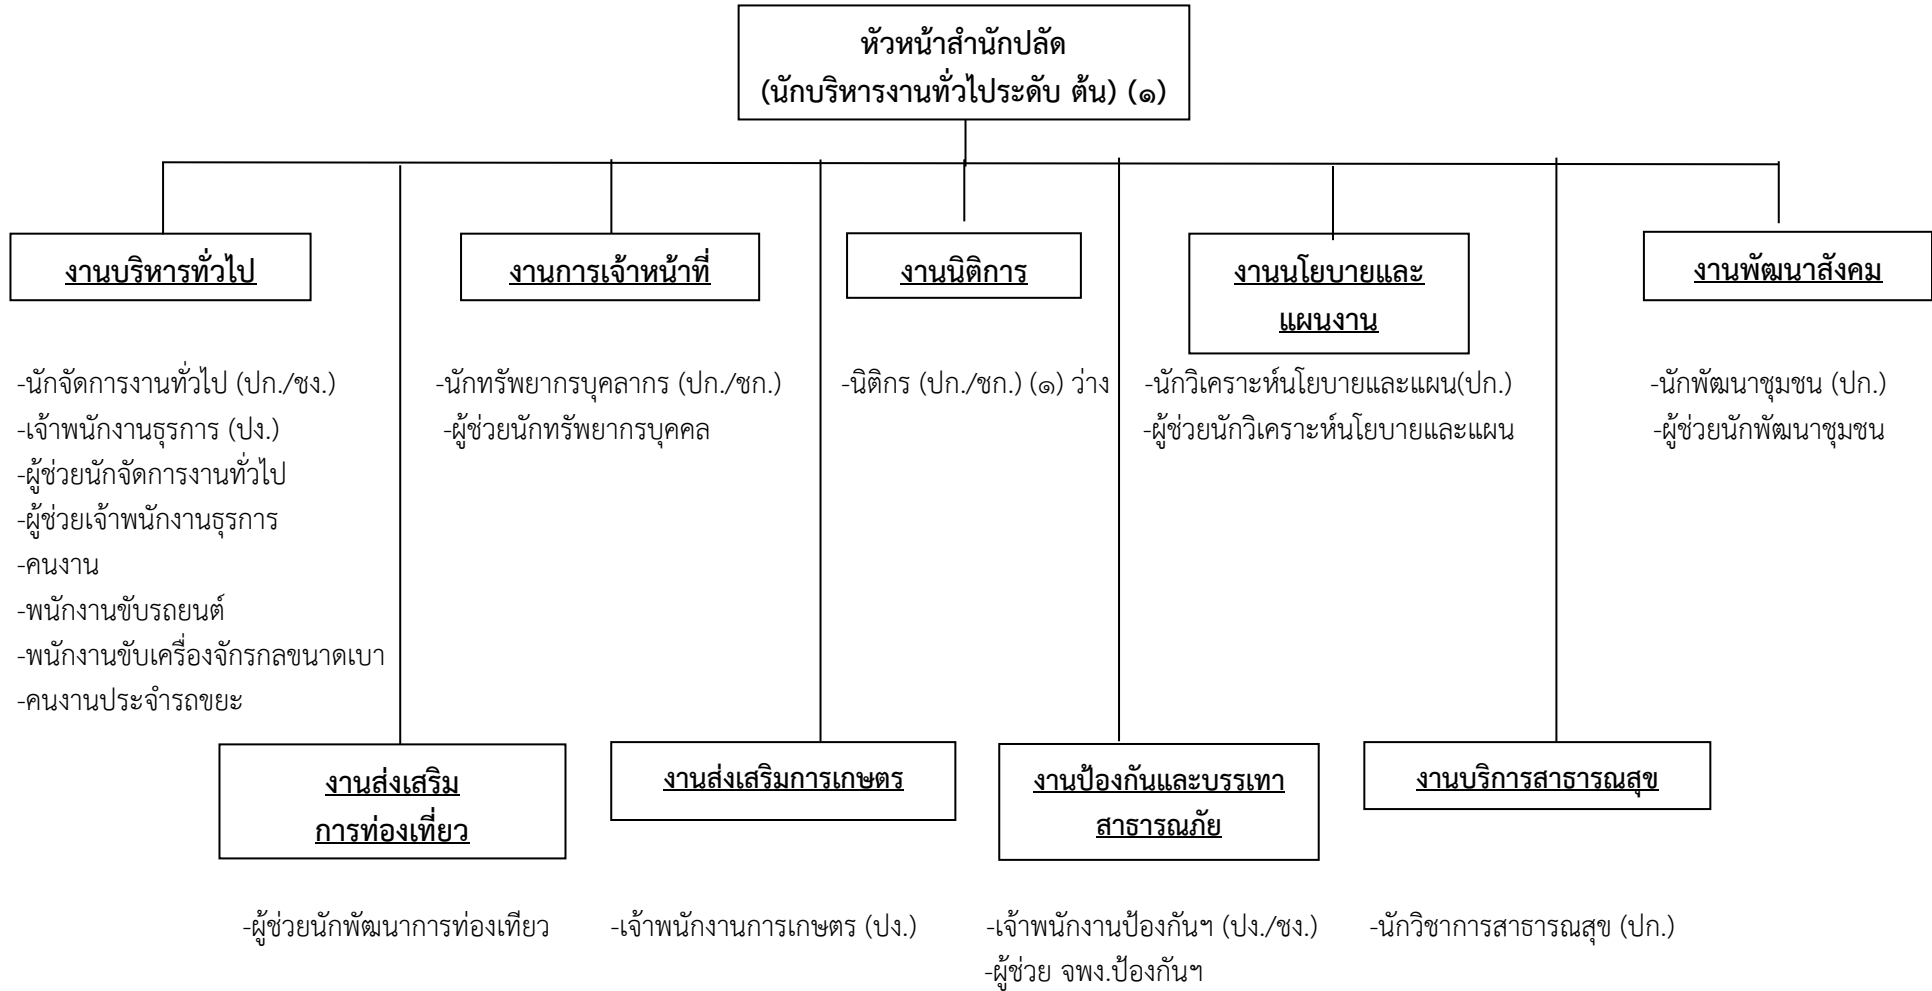 หัวหน้าสำนักปลัด
(นักบริหารงานทั่วไประดับ ต้น) (๑)
งานบริหารทั่วไป
-นักจัดการงานทั่วไป (ปก./ชง.)
-เจ้าพนักงานธุรการ (ปง.)
-ผู้ช่วยนักจัดการงานทั่วไป
-ผู้ช่วยเจ้าพนักงานธุรการ
-คนงาน
-พนักงานขับรถยนต์
-พนักงานขับเครื่องจักรกลขนาดเบา
-คนงานประจำรถขยะ
งานการเจ้าหน้าที่
-นักทรัพยากรบุคลากร (ปก./ชก.)
-ผู้ช่วยนักทรัพยากรบุคคล
งานนิติการ
-นิติกร (ปก./ชก.) (๑) ว่าง
งานนโยบายและ
แผนงาน
-นักวิเคราะห์นโยบายและแผน(ปก.)
-ผู้ช่วยนักวิเคราะห์นโยบายและแผน
งานพัฒนาสังคม
-นักพัฒนาชุมชน (ปก.)
-ผู้ช่วยนักพัฒนาชุมชน
งานส่งเสริม
การท่องเที่ยว
-ผู้ช่วยนักพัฒนาการท่องเทียว
งานส่งเสริมการเกษตร
-เจ้าพนักงานการเกษตร (ปง.)
งานป้องกันและบรรเทา
สาธารณภัย
-เจ้าพนักงานป้องกันฯ (ปง./ชง.)
-ผู้ช่วย จพง.ป้องกันฯ
งานบริการสาธารณสุข
-นักวิชาการสาธารณสุข (ปก.)